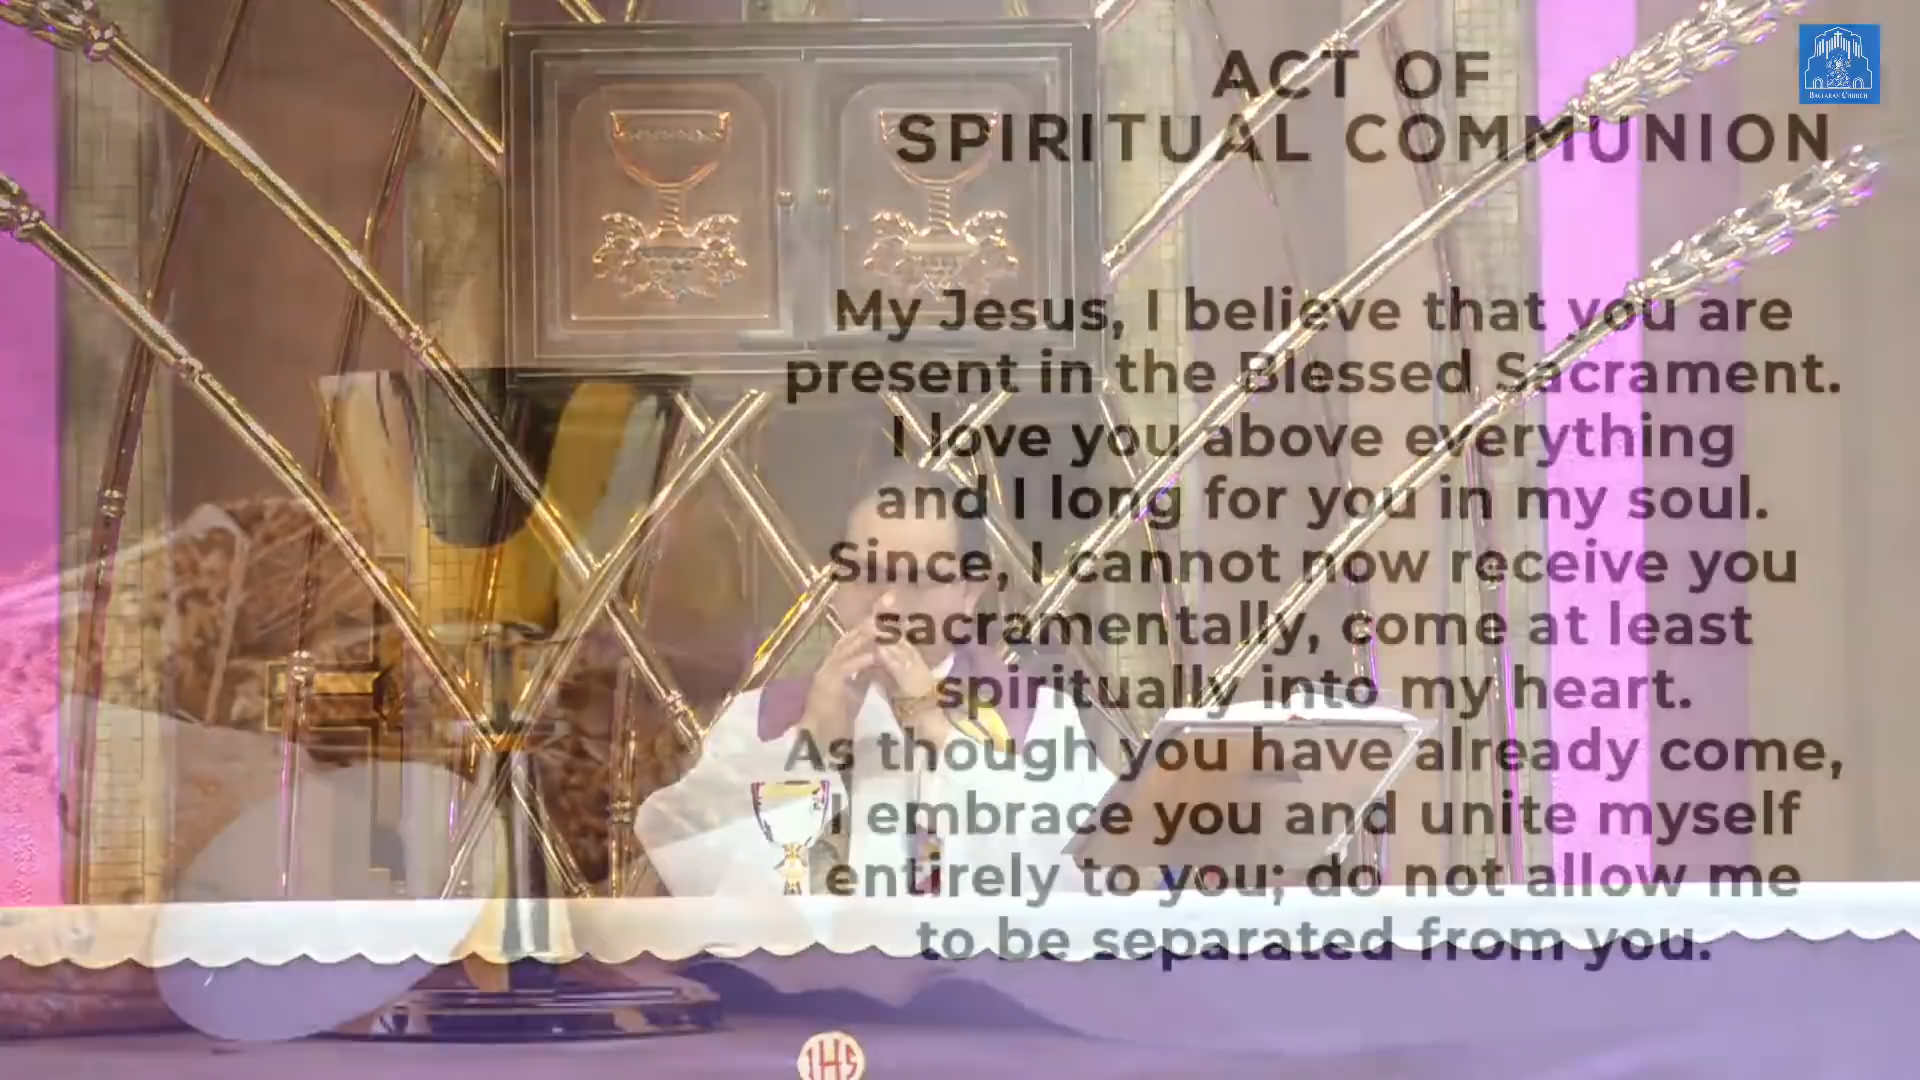 BACLARAN CHURCH
ACT OF
SPIRITUAL COMMUNION
My Jesus, I believe that you are
present in the Blessed Sacrament.
I love you above everything
and I long for you in my soul.
Since, I cannot now receive you
sacramentally, come at least
spiritually into my heart.
As though you have already come,
I embrace you and unite myself
entirely to you; do not allow me
to be separated from you.
IHS